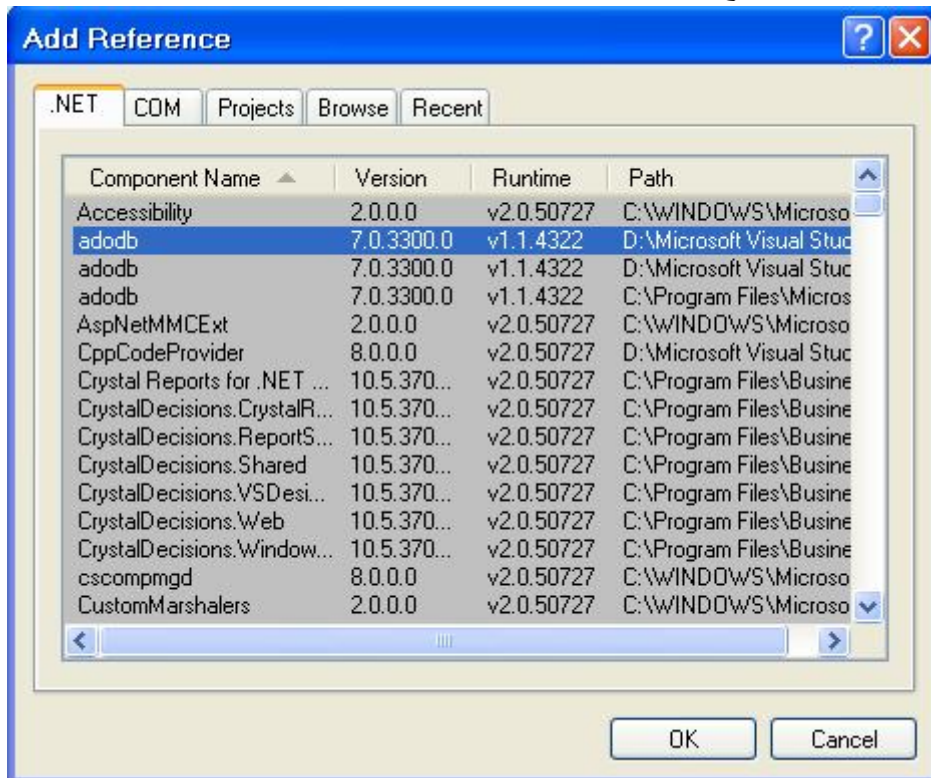 Add Reference
.NET COM Projects Browse Recent
Component Name Version Runtime Path
Accessibility 2.0.0.0 v2.0.50727 C:\WINDOWS\Microso
adodb 7.0.3300.0 v1.1.4322 D:\Microsoft Visual Stud
adodb 7.0.3300.0 v1.1.4322 D:\Microsoft Visual Stud
adodb 7.0.3300.0 v1.1.4322 C:\Program Files\Micros
AspNetMMCExt 2.0.0.0 v2.0.50727 C:\WINDOWS\Microso
CppCodeProvider 8.0.0.0 v2.0.50727 D:\Microsoft Visual Stud
Crystal Reports for .NET ... 10.5.370... v2.0.50727 C:\Program Files\Busine
CrystalDecisions.CrystalR... 10.5.370... v2.0.50727 C:\Program Files\Busine
CrystalDecisions.ReportS... 10.5.370... v2.0.50727 C:\Program Files\Busine
CrystalDecisions.Shared 10.5.370... v2.0.50727 C:\Program Files\Busine
CrystalDecisions.VSDesi... 10.5.370... v2.0.50727 C:\Program Files\Busine
CrystalDecisions.Web 10.5.370... v2.0.50727 C:\Program Files\Busine
CrystalDecisions.Window... 10.5.370... v2.0.50727 C:\Program Files\Busine
cscompmgd 8.0.0.0 v2.0.50727 C:\WINDOWS\Microso
CustomMarshalers 2.0.0.0 v2.0.50727 C:\WINDOWS\Microso
OK Cancel